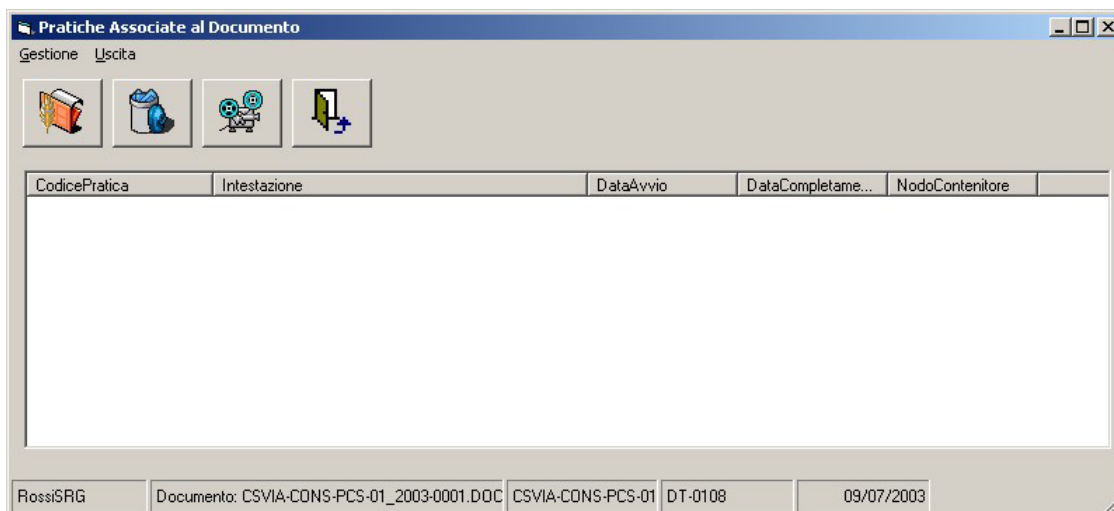 Pratiche Associate al Documento
Gestione Uscita
CodicePratica Intestazione DataAvvio DataCompletame... NodoContenitore
RossiSRG Documento: CSVIA-CONS-PCS-01_2003-0001.DOC CSVIA-CONS-PCS-01 DT-0108 09/07/2003